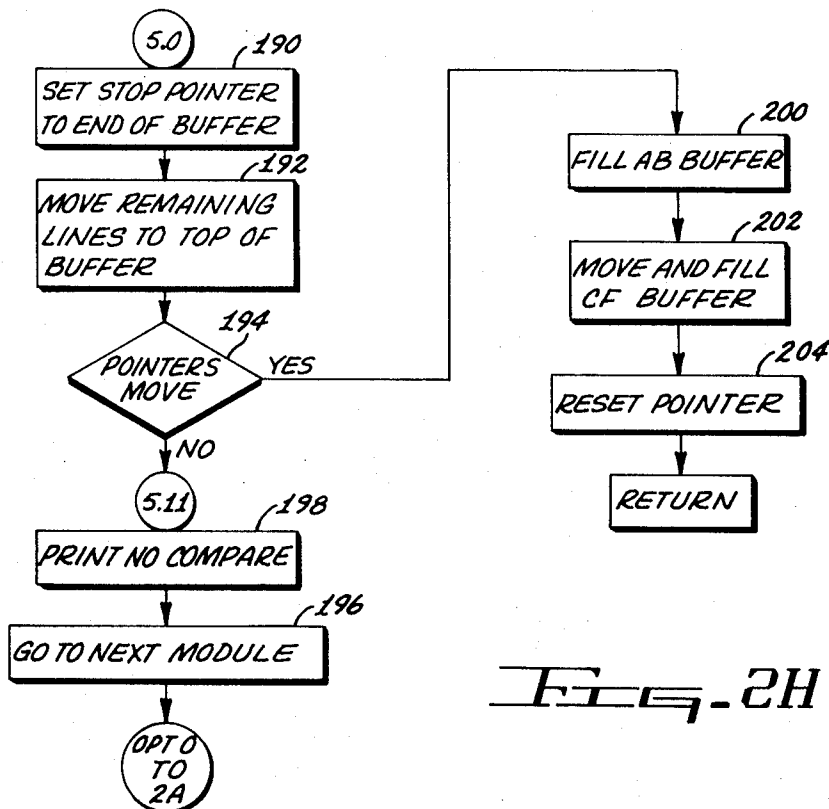 5.0
190
SET STOP POINTER
TO END OF BUFFER
192
MOVE REMAINING
LINES TO TOP OF
BUFFER
194
POINTERS
MOVE
YES
NO
5.11
198
PRINT NO COMPARE
196
GO TO NEXT MODULE
OPT 0
TO
2A
200
FILL AB BUFFER
202
MOVE AND FILL
CF BUFFER
204
RESET POINTER
RETURN
Fig. 2H